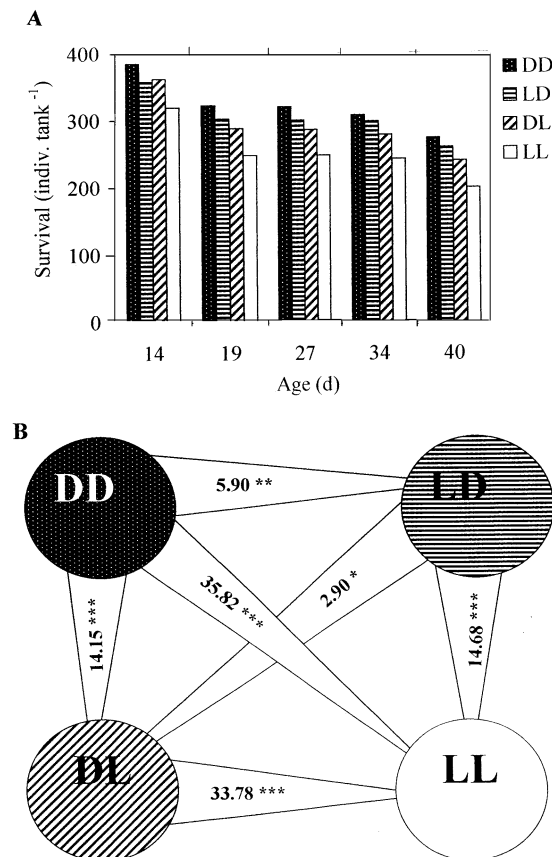 A
Survival (indiv. tank⁻¹)
400
300
200
100
0
14 19 27 34 40
Age (d)
DD
LD
DL
LL
B
DD
LD
5.90 **
35.82 ***
2.90 *
14.15 ***
14.68 ***
DL
LL
33.78 ***